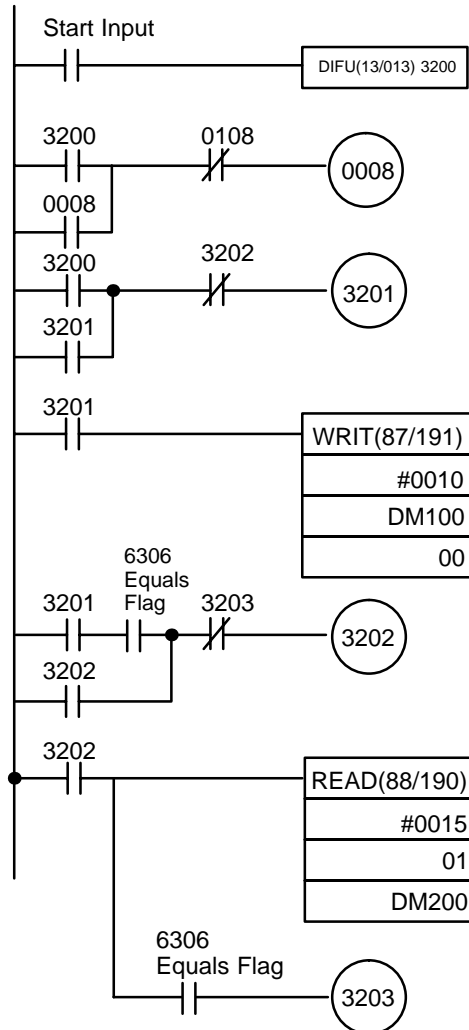 Start Input
DIFU(13/013) 3200
3200
0108
0008
0008
3200
3202
3201
3201
3201
WRIT(87/191)
#0010
DM100
00
6306
Equals
Flag
3201
3203
3202
3202
3202
READ(88/190)
#0015
01
DM200
6306
Equals Flag
3203